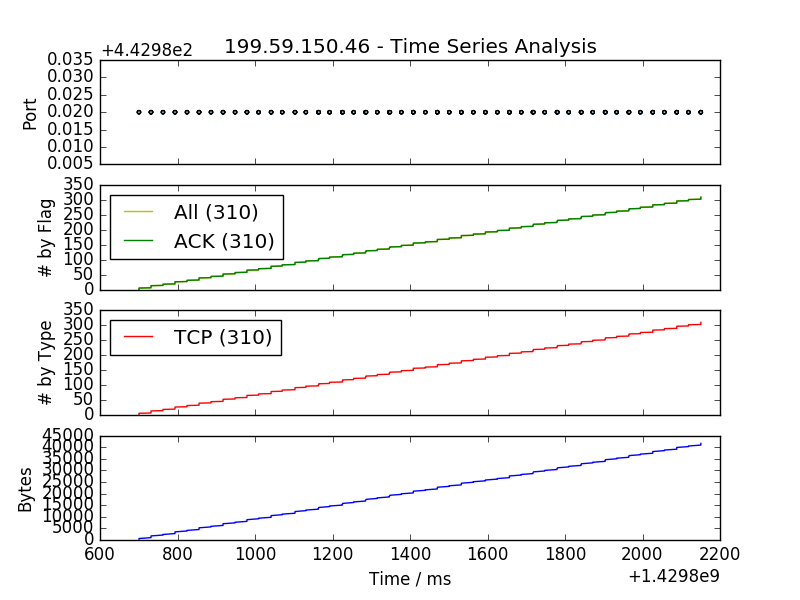 199.59.150.46 - Time Series Analysis
+4.4298e2
0.035
0.030
0.025
0.020
0.015
0.010
0.005
Port
350
300
250
200
150
100
50
0
# by Flag
All (310)
ACK (310)
350
300
250
200
150
100
50
0
# by Type
TCP (310)
45000
40000
35000
30000
25000
20000
15000
10000
5000
0
Bytes
600 800 1000 1200 1400 1600 1800 2000 2200
Time / ms
+1.4298e9